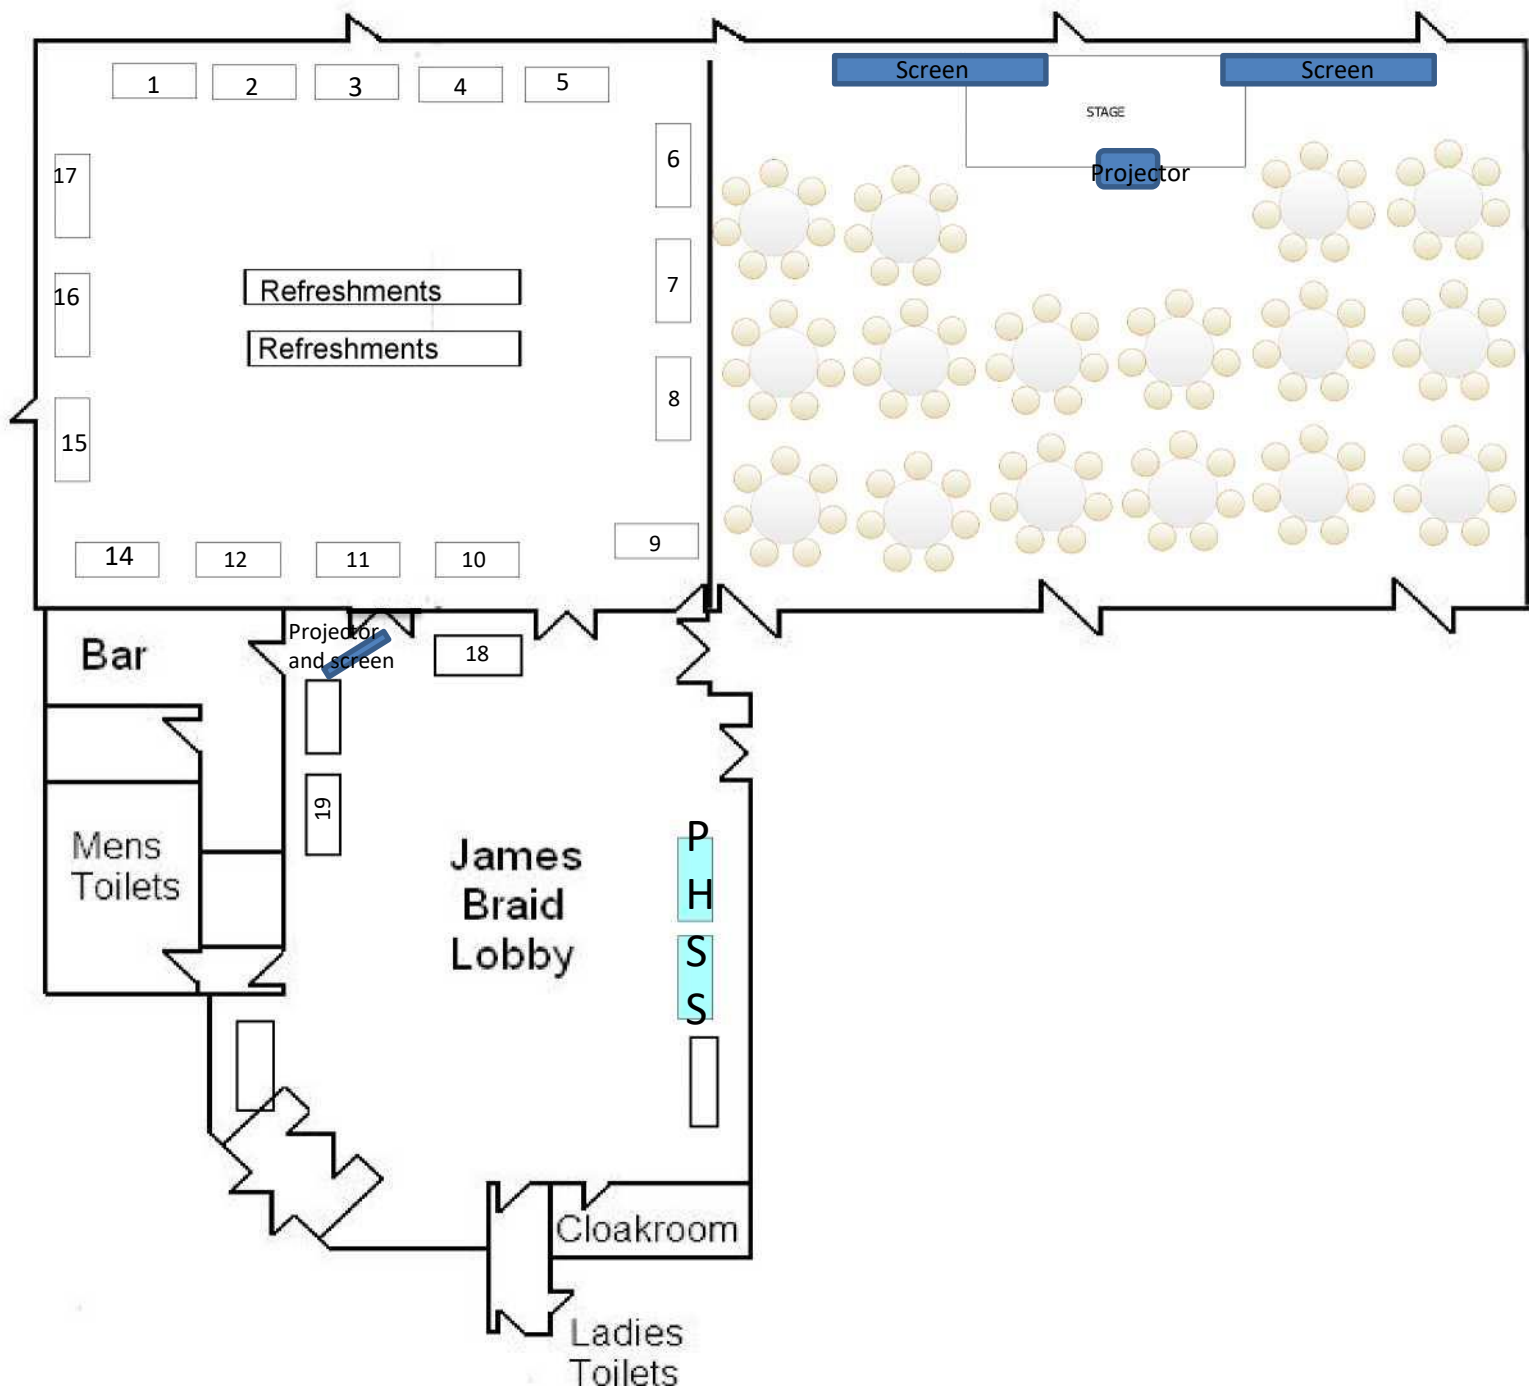 1
2
3
4
5
Screen
Screen
STAGE
Projector
6
17
7
16
Refreshments
Refreshments
8
15
9
14
12
11
10
Bar
Projector
and screen
18
19
Mens
Toilets
James
Braid
Lobby
P
H
S
S
Cloakroom
Ladies
Toilets